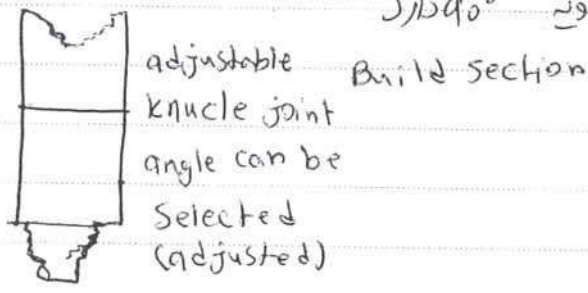 Build section
adjustable
knucle joint
angle can be
selected
(adjusted)